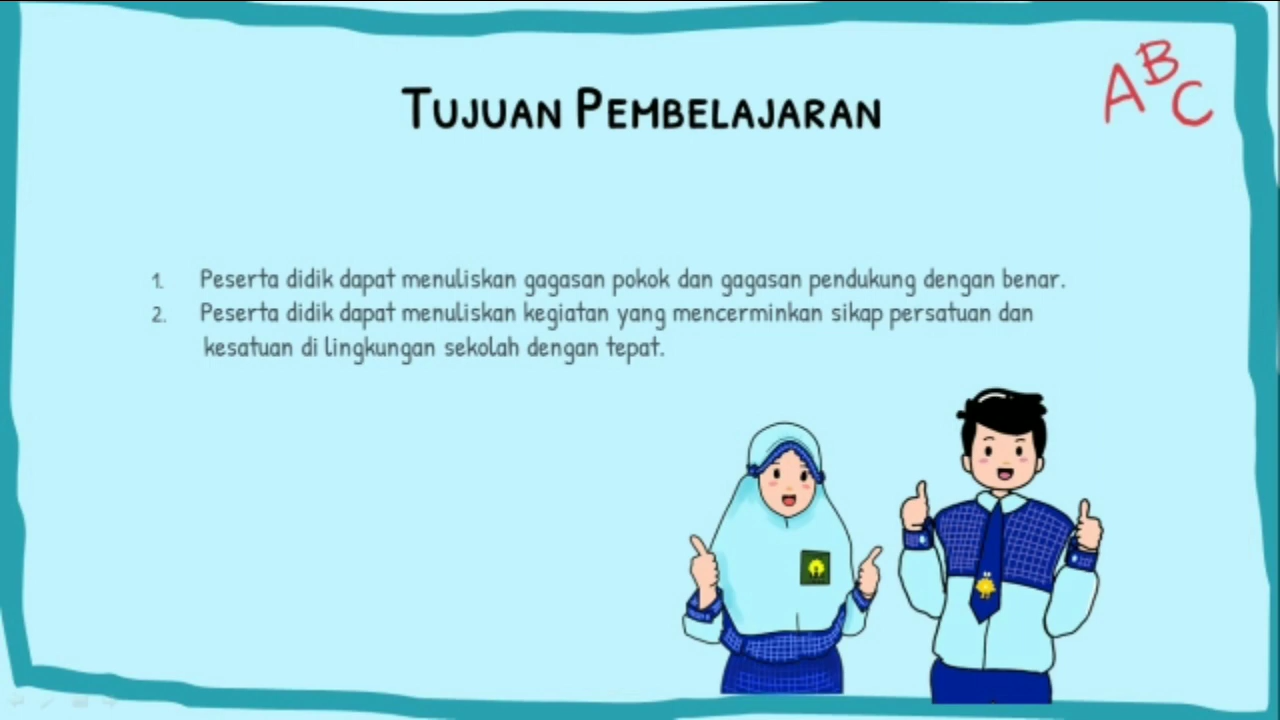 ABC
TUJUAN PEMBELAJARAN
1. Peserta didik dapat menuliskan gagasan pokok dan gagasan pendukung dengan benar.
2. Peserta didik dapat menuliskan kegiatan yang mencerminkan sikap persatuan dan
kesatuan di lingkungan sekolah dengan tepat.